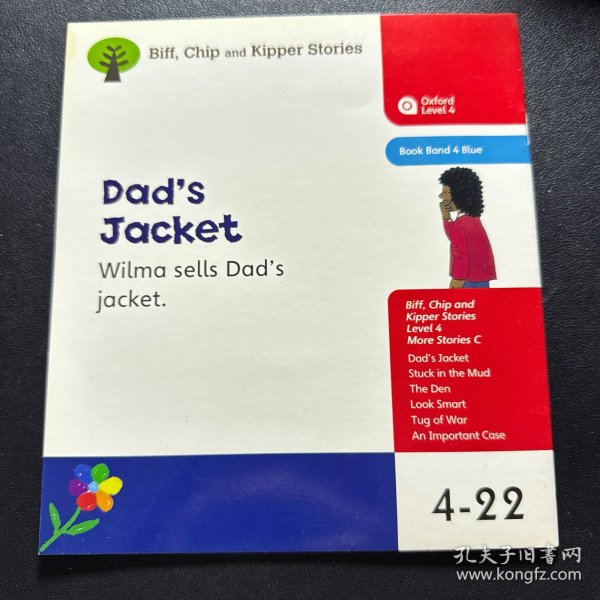 Biff, Chip and Kipper Stories
Oxford
Level 4
Book Band 4 Blue
Dad's
Jacket
Wilma sells Dad's
jacket.
Biff, Chip and
Kipper Stories
Level 4
More Stories C
Dad's Jacket
Stuck in the Mud
The Den
Look Smart
Tug of War
An Important Case
4-22
孔夫子旧书网
www.kongfz.com